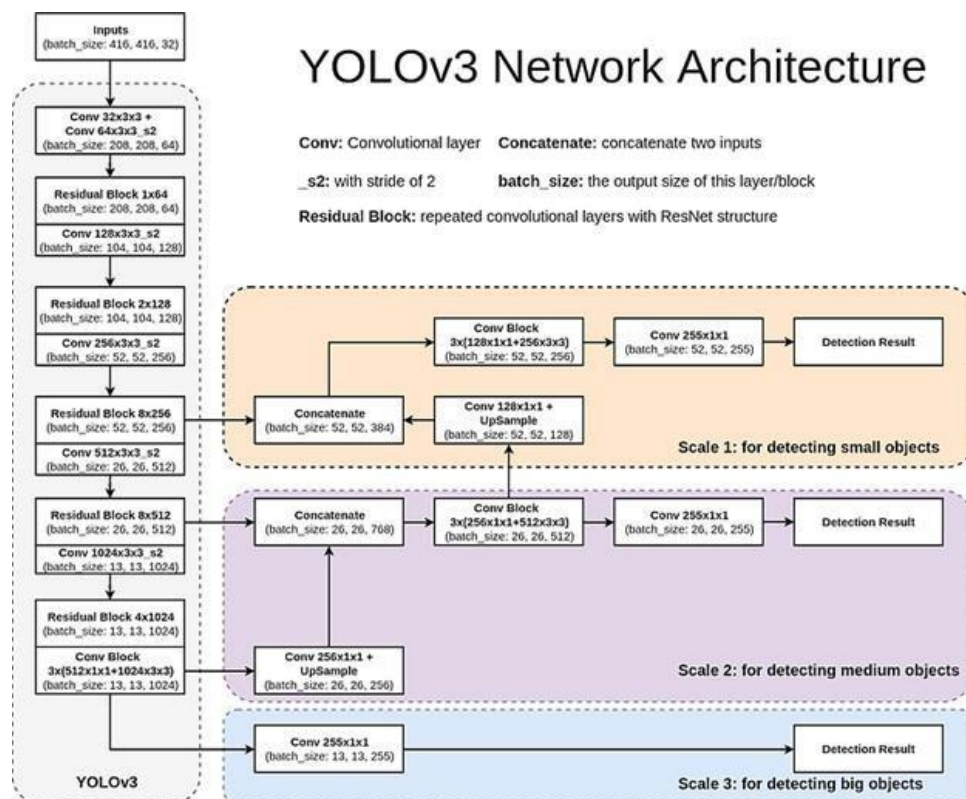 Inputs
(batch_size: 416, 416, 32)
YOLOv3 Network Architecture
Conv: Convolutional layer
Concatenate: concatenate two inputs
_s2: with stride of 2
batch_size: the output size of this layer/block
Residual Block: repeated convolutional layers with ResNet structure
Conv 32x3x3 +
Conv 64x3x3_s2
(batch_size: 208, 208, 64)
Residual Block 1x64
(batch_size: 208, 208, 64)
Conv 128x3x3_s2
(batch_size: 104, 104, 128)
Residual Block 2x128
(batch_size: 104, 104, 128)
Conv 256x3x3_s2
(batch_size: 52, 52, 256)
Residual Block 8x256
(batch_size: 52, 52, 256)
Conv 512x3x3_s2
(batch_size: 26, 26, 512)
Residual Block 8x512
(batch_size: 26, 26, 512)
Conv 1024x3x3_s2
(batch_size: 13, 13, 1024)
Residual Block 4x1024
(batch_size: 13, 13, 1024)
Conv Block
3x(512x1x1+1024x3x3)
(batch_size: 13, 13, 1024)
YOLOv3
Conv Block
3x(128x1x1+256x3x3)
(batch_size: 52, 52, 256)
Conv 255x1x1
(batch_size: 52, 52, 255)
Detection Result
Concatenate
(batch_size: 52, 52, 384)
Conv 128x1x1 +
UpSample
(batch_size: 52, 52, 128)
Scale 1: for detecting small objects
Concatenate
(batch_size: 26, 26, 768)
Conv Block
3x(256x1x1+512x3x3)
(batch_size: 26, 26, 512)
Conv 255x1x1
(batch_size: 26, 26, 255)
Detection Result
Conv 256x1x1 +
UpSample
(batch_size: 26, 26, 256)
Scale 2: for detecting medium objects
Conv 255x1x1
(batch_size: 13, 13, 255)
Detection Result
Scale 3: for detecting big objects